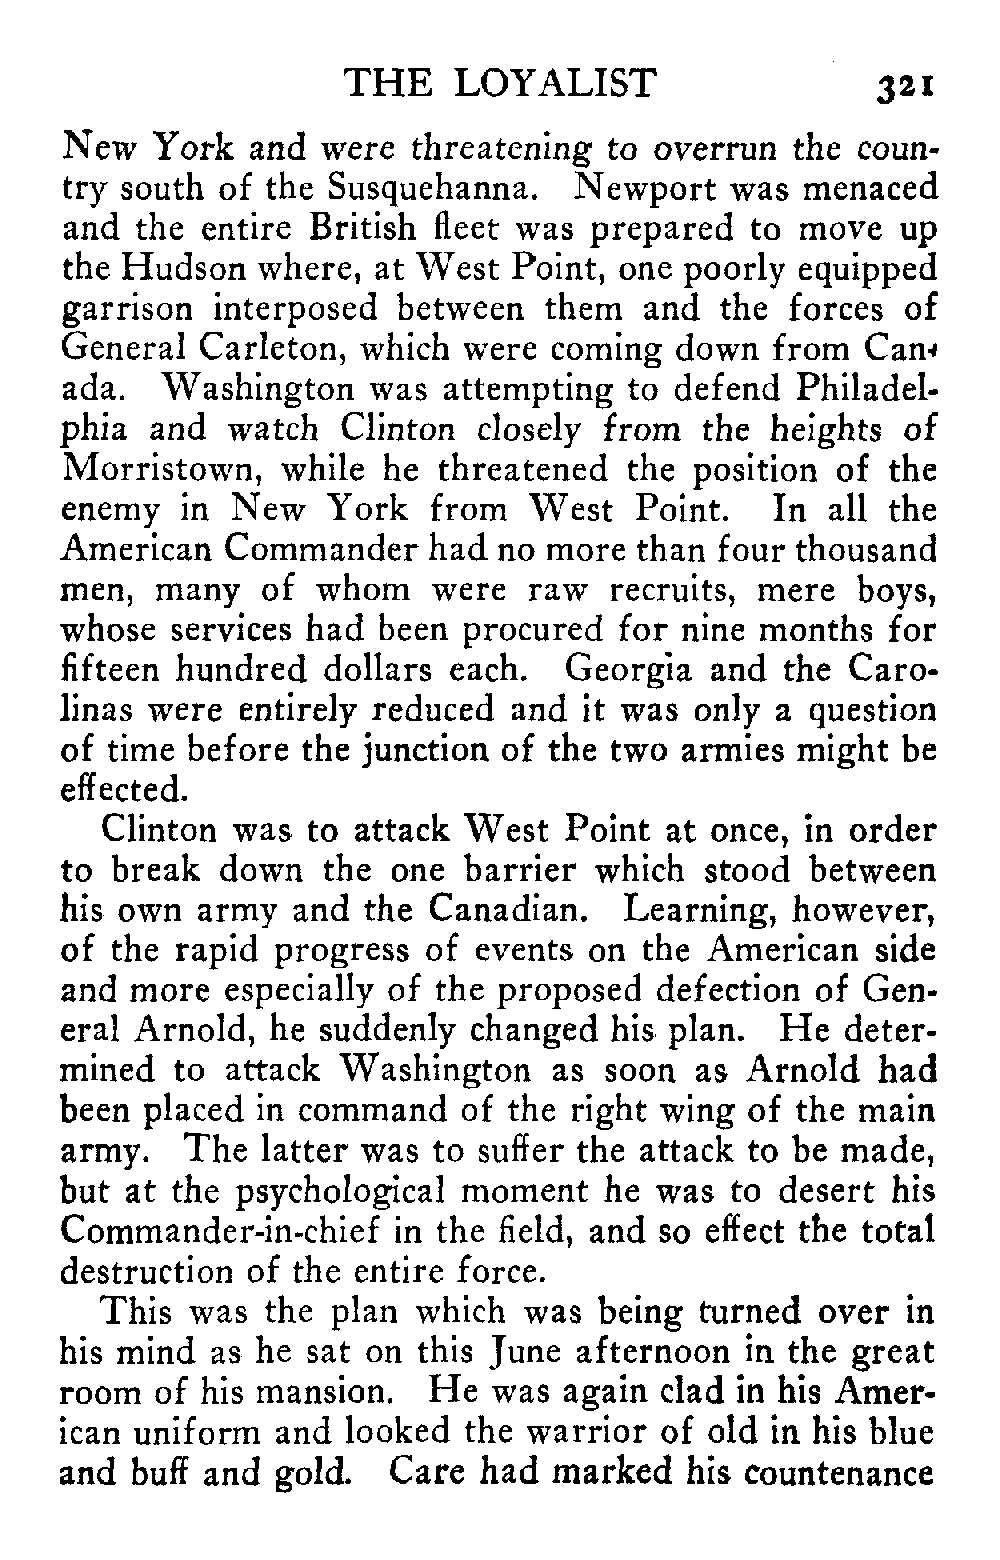 THE LOYALIST 321
New York and were threatening to overrun the coun-
try south of the Susquehanna. Newport was menaced
and the entire British fleet was prepared to move up
the Hudson where, at West Point, one poorly equipped
garrison interposed between them and the forces of
General Carleton, which were coming down from Can-
ada. Washington was attempting to defend Philadel-
phia and watch Clinton closely from the heights of
Morristown, while he threatened the position of the
enemy in New York from West Point. In all the
American Commander had no more than four thousand
men, many of whom were raw recruits, mere boys,
whose services had been procured for nine months for
fifteen hundred dollars each. Georgia and the Caro-
linas were entirely reduced and it was only a question
of time before the junction of the two armies might be
effected.
Clinton was to attack West Point at once, in order
to break down the one barrier which stood between
his own army and the Canadian. Learning, however,
of the rapid progress of events on the American side
and more especially of the proposed defection of Gen-
eral Arnold, he suddenly changed his plan. He deter-
mined to attack Washington as soon as Arnold had
been placed in command of the right wing of the main
army. The latter was to suffer the attack to be made,
but at the psychological moment he was to desert his
Commander-in-chief in the field, and so effect the total
destruction of the entire force.
This was the plan which was being turned over in
his mind as he sat on this June afternoon in the great
room of his mansion. He was again clad in his Amer-
ican uniform and looked the warrior of old in his blue
and buff and gold. Care had marked his countenance